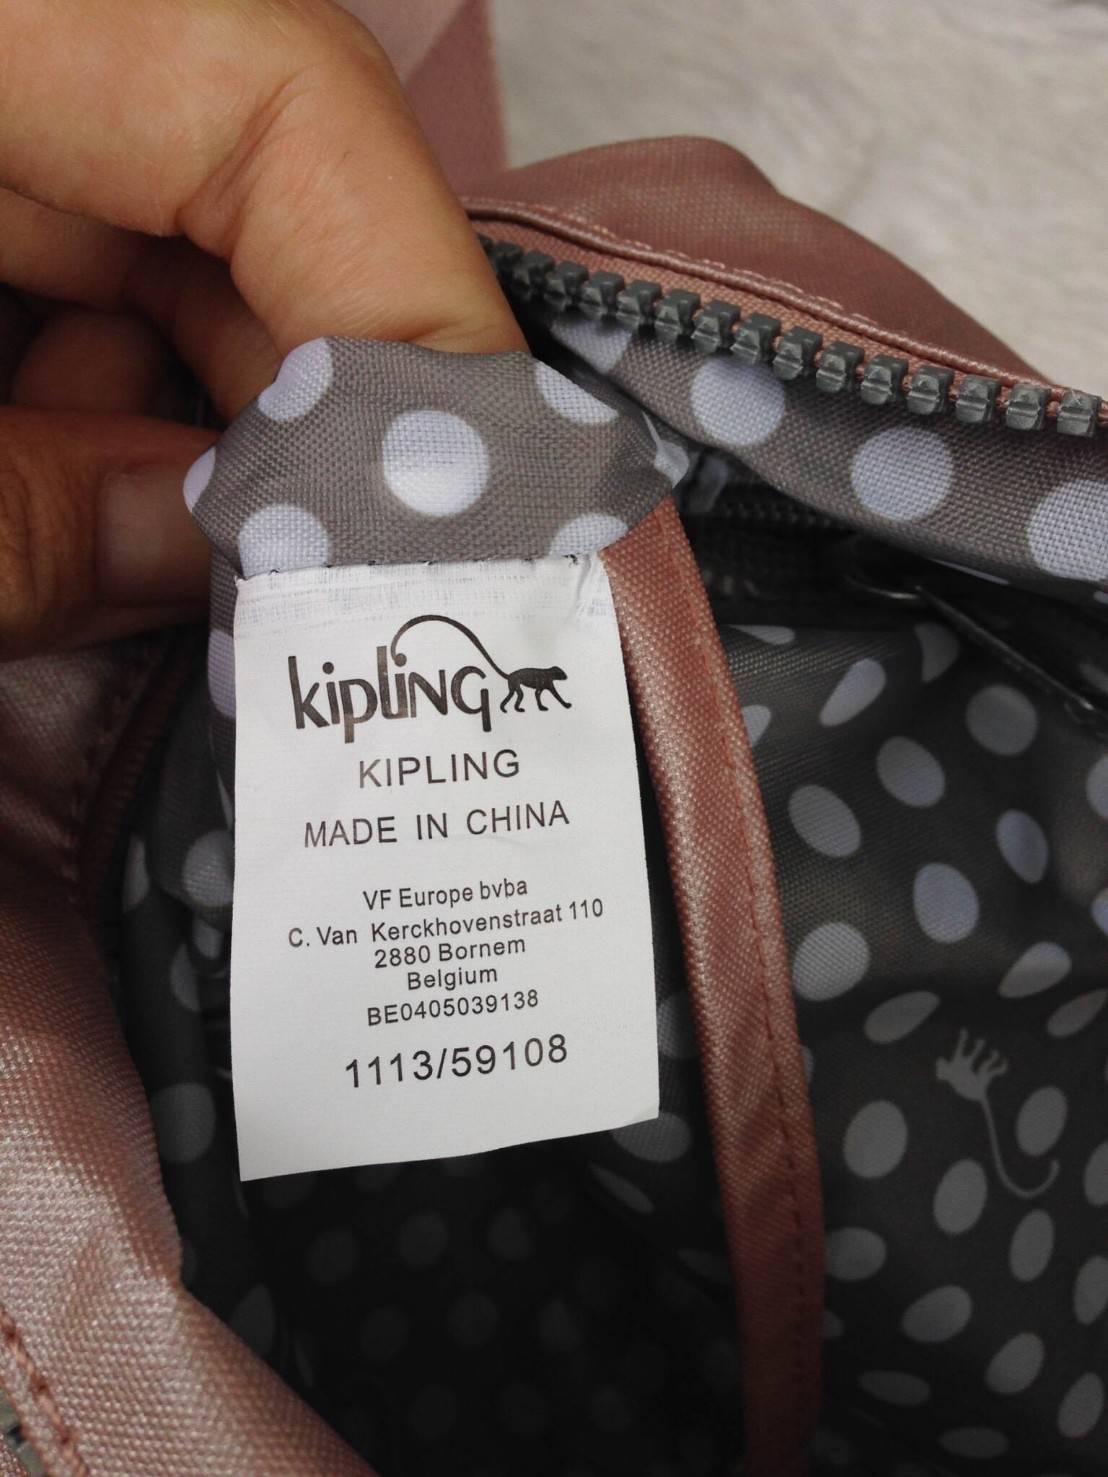 kipling
KIPLING
MADE IN CHINA
VF Europe bvba
C. Van Kerckhovenstraat 110
2880 Bornem
Belgium
BE0405039138
1113/59108